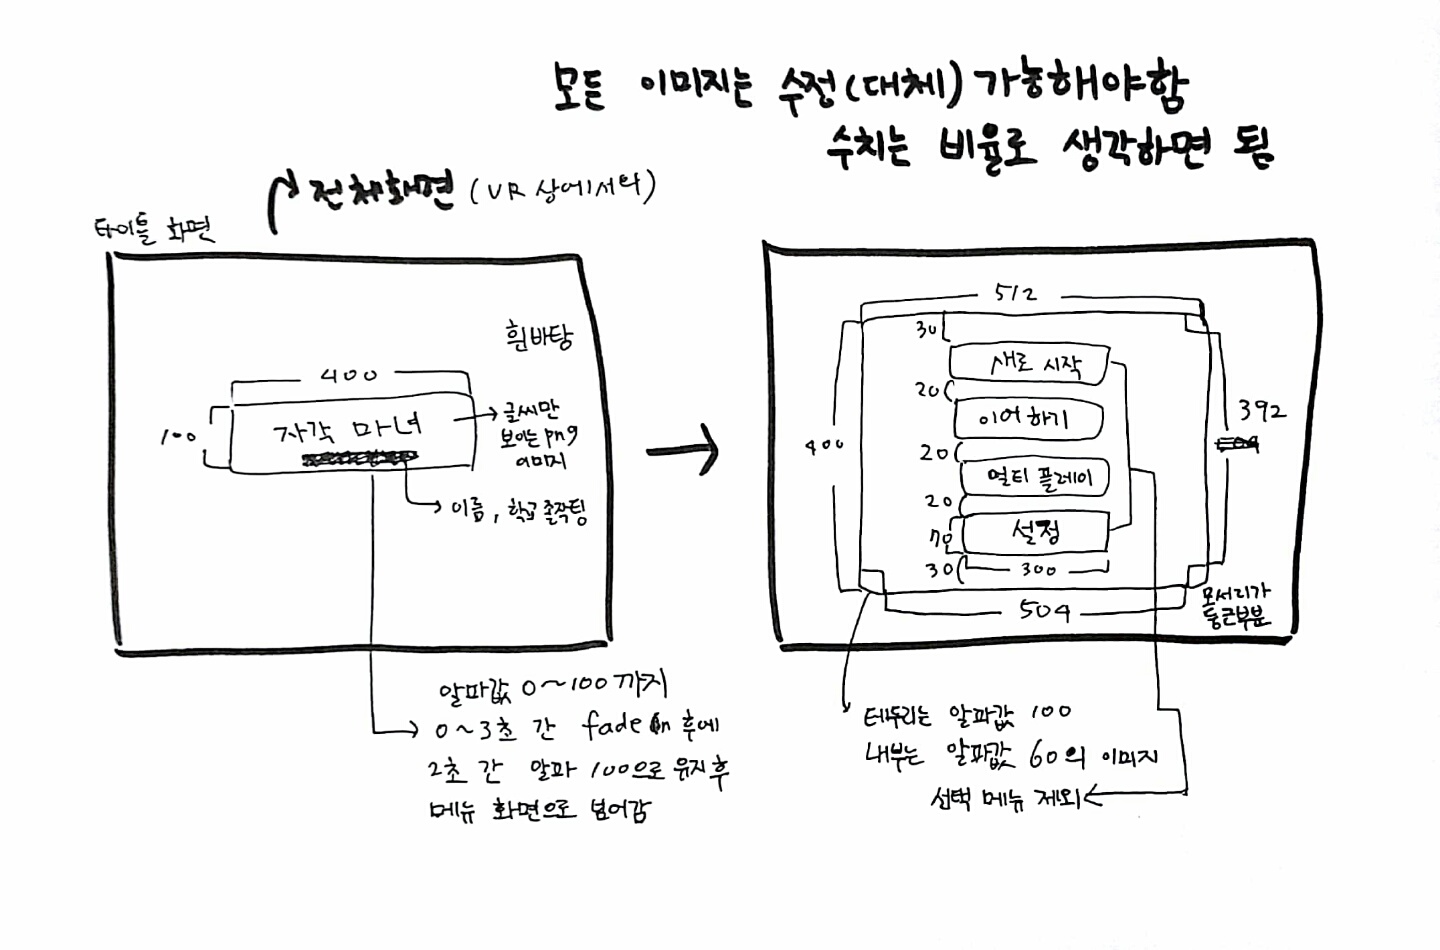 모든 이미지는 수정(대체) 가능해야함
수치는 비율로 생각하면 됨
전체화면 (VR 상에서의)
타이틀 화면
흰바탕
400
100
자각 마녀
글씨만
보이는 png
이미지
이름, 학교 졸작팀
알파값 0~100까지
0~3초 간 fade in 후에
2초 간 알파 100으로 유지 후
메뉴 화면으로 넘어감
512
30
새로 시작
20
이어하기
400
392
20
멀티 플레이
20
70
설정
30
300
504
모서리가
둥근부분
테두리는 알파값 100
내부는 알파값 60의 이미지
선택 메뉴 제외